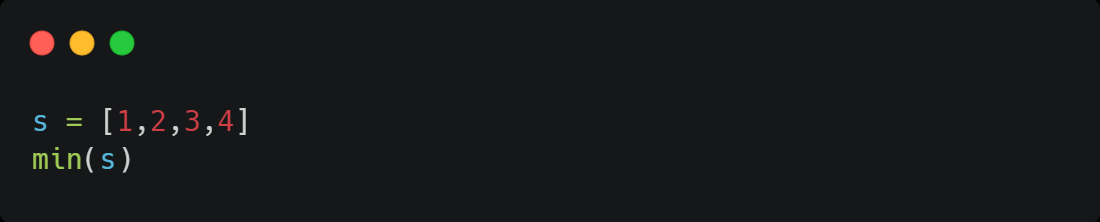 s = [1,2,3,4]
min(s)